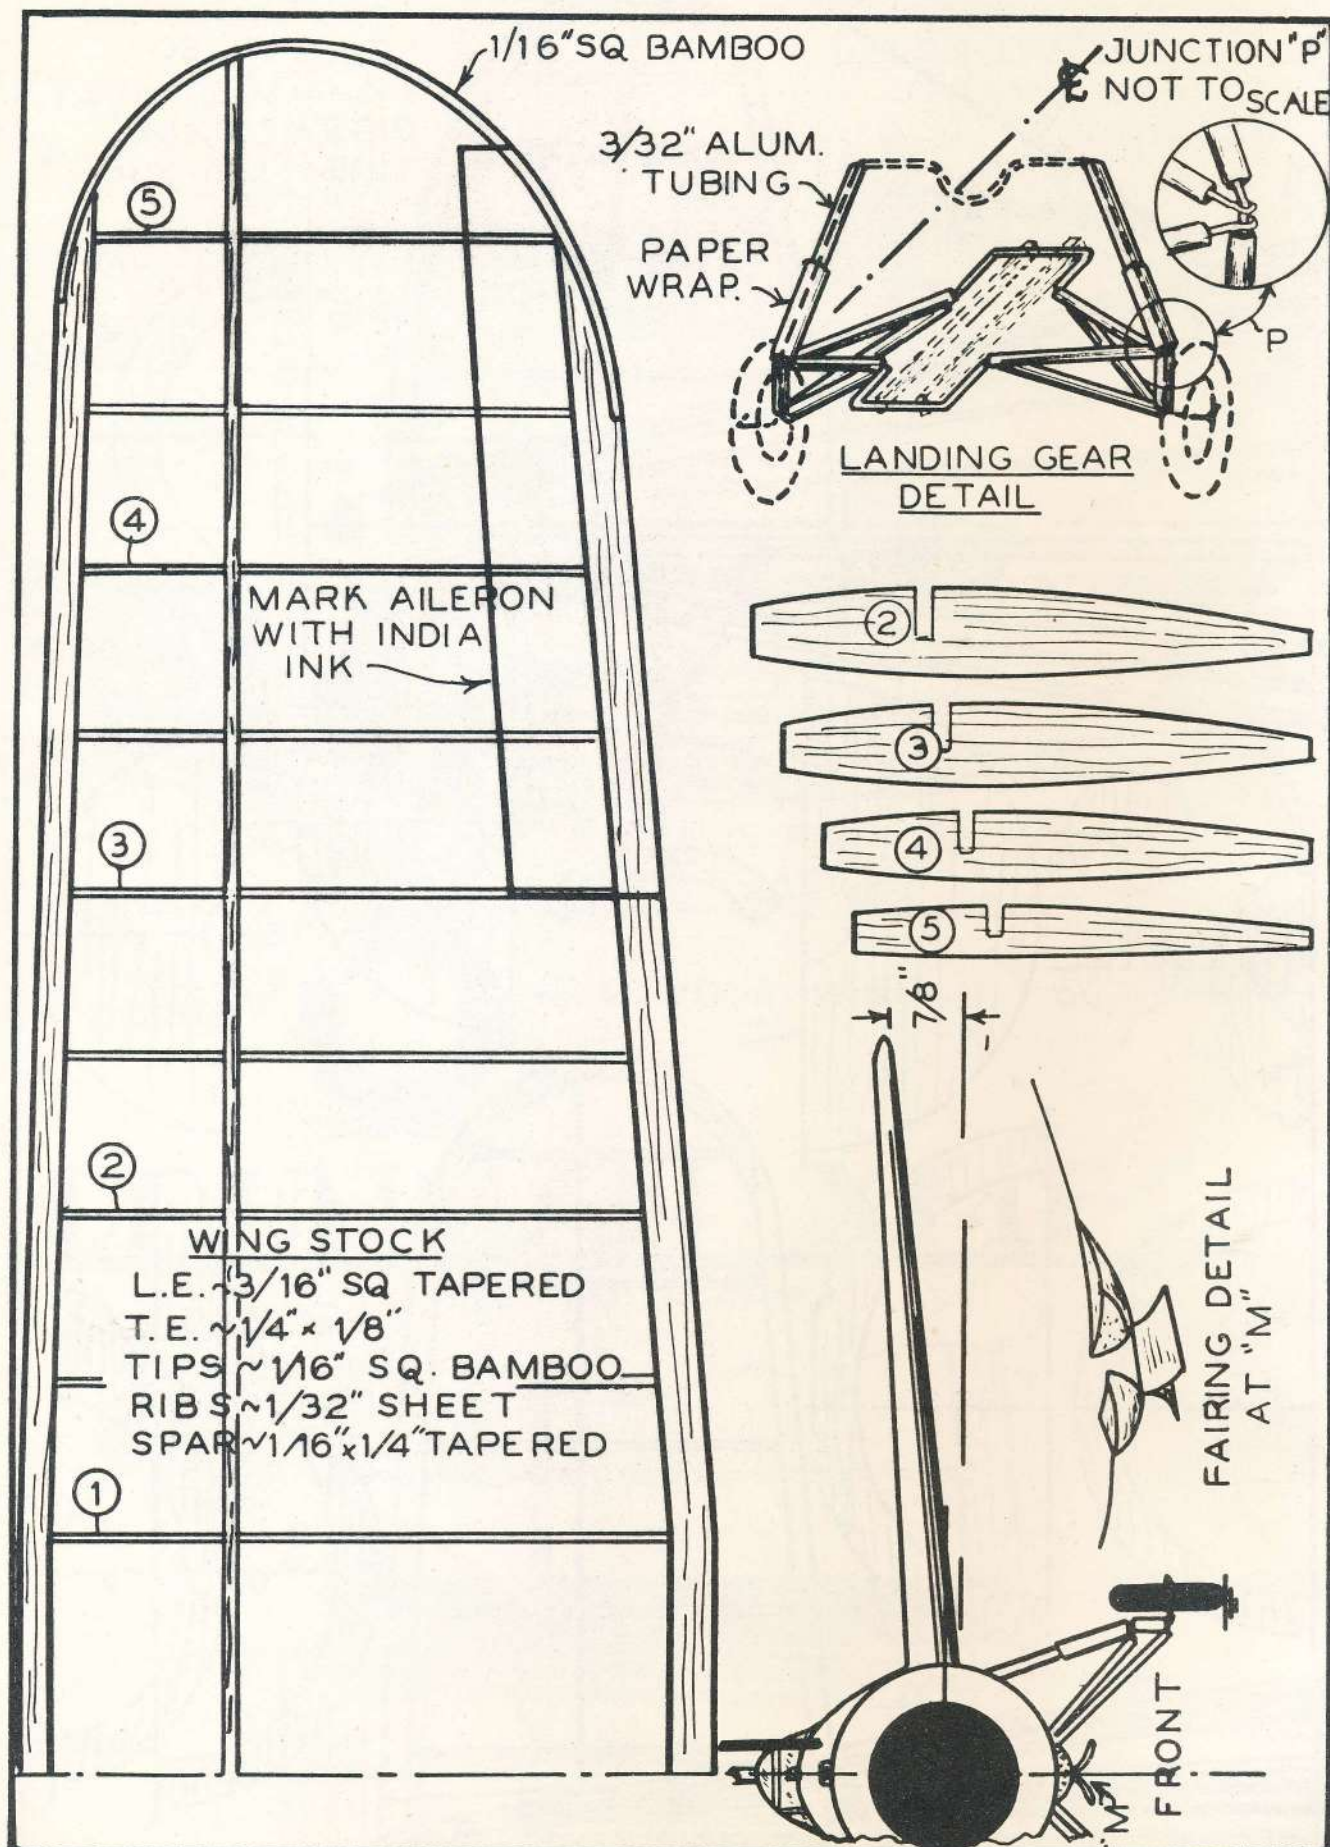 1/16" SQ BAMBOO
JUNCTION "P"
NOT TO SCALE
℄
3/32" ALUM.
TUBING
PAPER
WRAP.
P
LANDING GEAR
DETAIL
5
4
MARK AILERON
WITH INDIA
INK
3
2
WING STOCK
L.E.~3/16" SQ TAPERED
T.E.~1/4" x 1/8"
TIPS~1/16" SQ. BAMBOO
RIBS~1/32" SHEET
SPAR~1/16"x1/4" TAPERED
1
2
3
4
5
7/8"
FAIRING DETAIL
AT "M"
FRONT
M